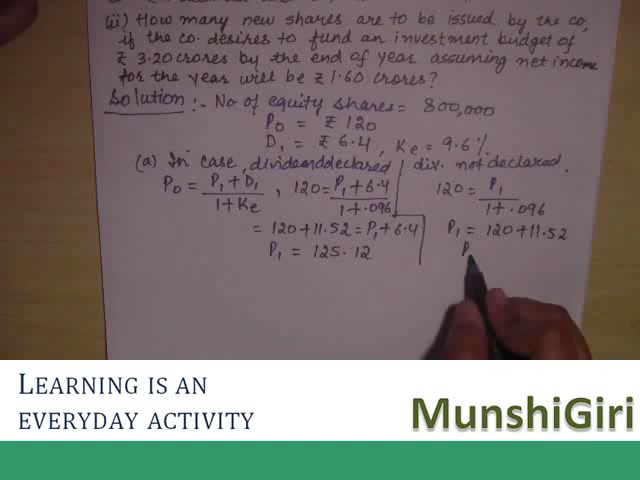 (ii) How many new shares are to be issued by the co,
if the co. desires to fund an investment budget of
₹ 3.20 crores by the end of year assuming net income
for the year will be ₹ 1.60 crores?
Solution :- No of equity shares = 800,000
P0 = ₹ 120
D1 = ₹ 6.4, Ke = 9.6%
(a) In case, dividend declared | div. not declared.
P0 = P1 + D1 / 1 + Ke , 120 = P1 + 6.4 / 1 + .096 | 120 = P1 / 1 + .096
= 120 + 11.52 = P1 + 6.4 | P1 = 120 + 11.52
P1 = 125.12 | P
LEARNING IS AN
EVERYDAY ACTIVITY
MunshiGiri